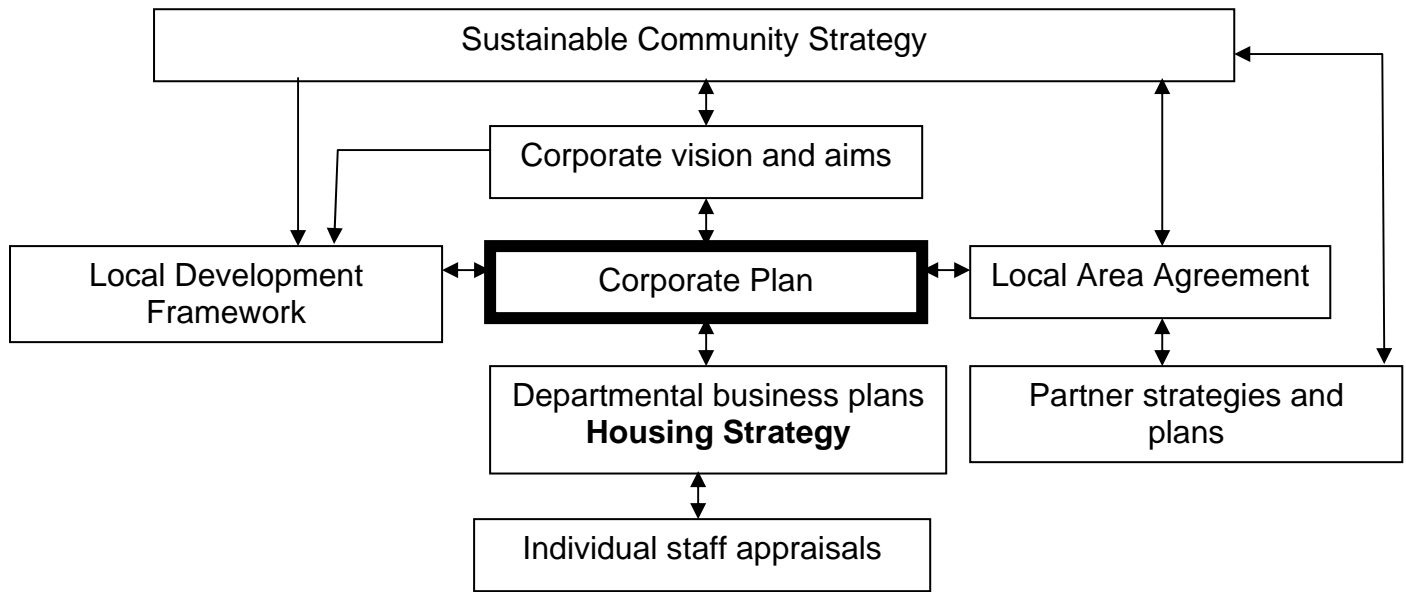 Sustainable Community Strategy
Corporate vision and aims
Local Development
Framework
Corporate Plan
Local Area Agreement
Departmental business plans
Housing Strategy
Partner strategies and
plans
Individual staff appraisals